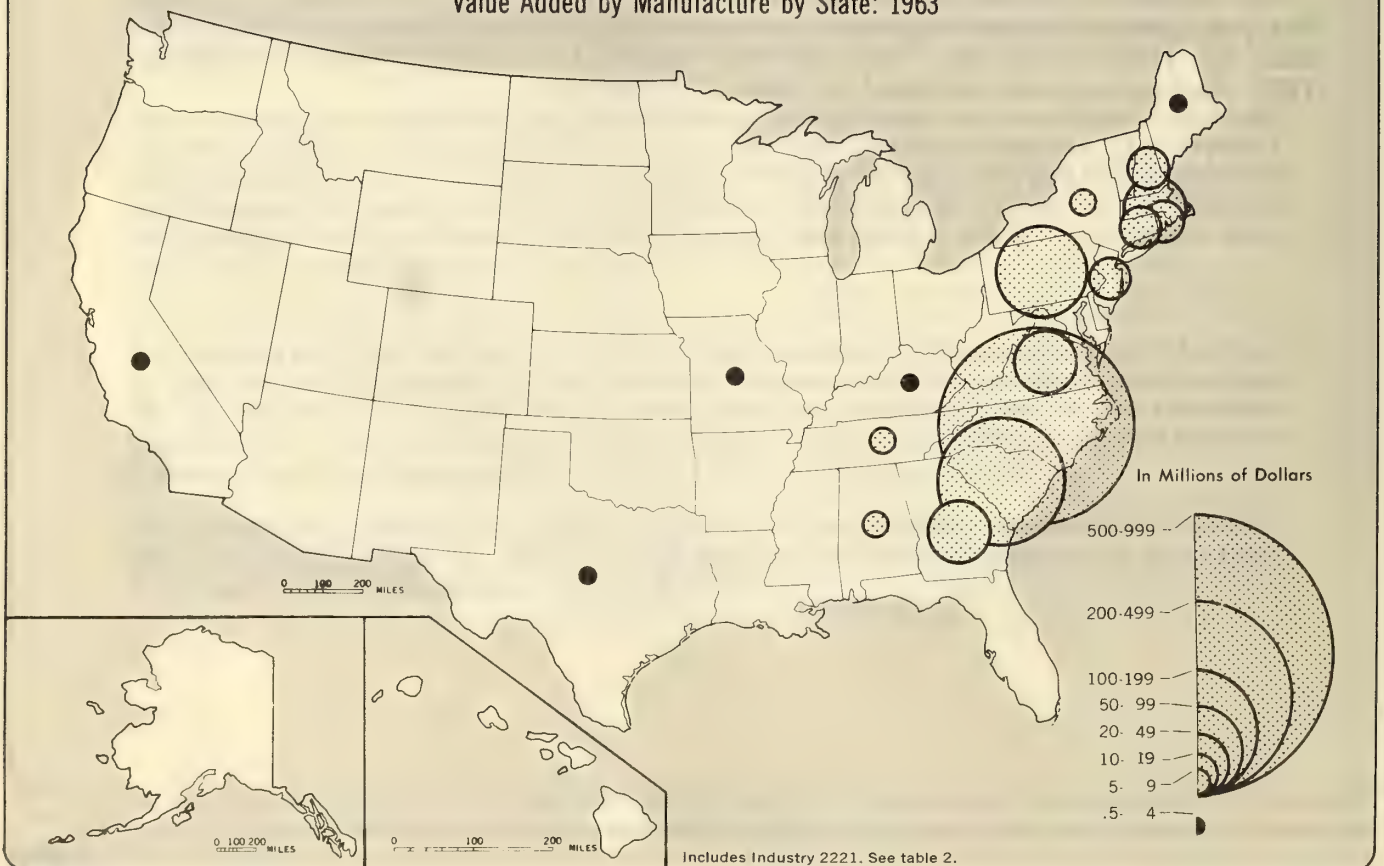 Value Added by Manufacture by State: 1963
In Millions of Dollars
500-999
200-499
100-199
50- 99
20- 49
10- 19
5- 9
.5- 4
0 100 200 MILES
0 100 200 MILES
0 100 200 MILES
Includes Industry 2221. See table 2.